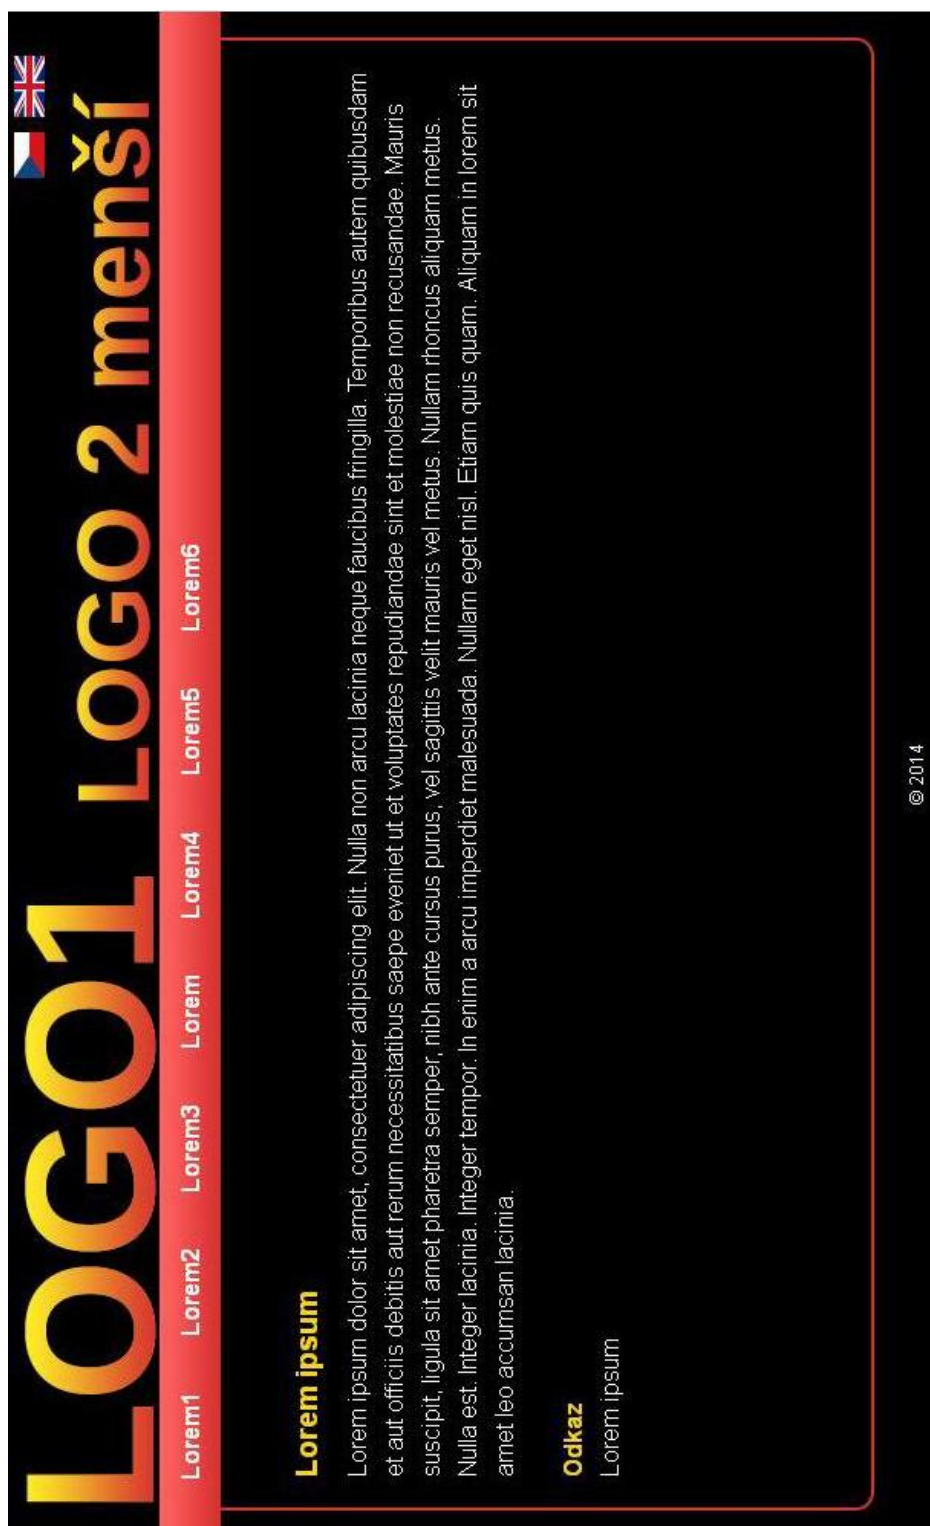 LOGO1 LOGO 2 menší
Lorem1 Lorem2 Lorem3 Lorem Lorem4 Lorem5 Lorem6
Lorem ipsum
Lorem ipsum dolor sit amet, consectetuer adipiscing elit. Nulla non arcu lacinia neque faucibus fringilla. Temporibus autem quibusdam
et aut officiis debitis aut rerum necessitatibus saepe eveniet ut et voluptates repudiandae sint et molestiae non recusandae. Mauris
suscipit, ligula sit amet pharetra semper, nibh ante cursus purus, vel sagittis velit mauris vel metus. Nullam rhoncus aliquam metus.
Nulla est. Integer lacinia. Integer tempor. In enim a arcu imperdiet malesuada. Nullam eget nisl. Etiam quis quam. Aliquam in lorem sit
amet leo accumsan lacinia.
Odkaz
Lorem ipsum
© 2014